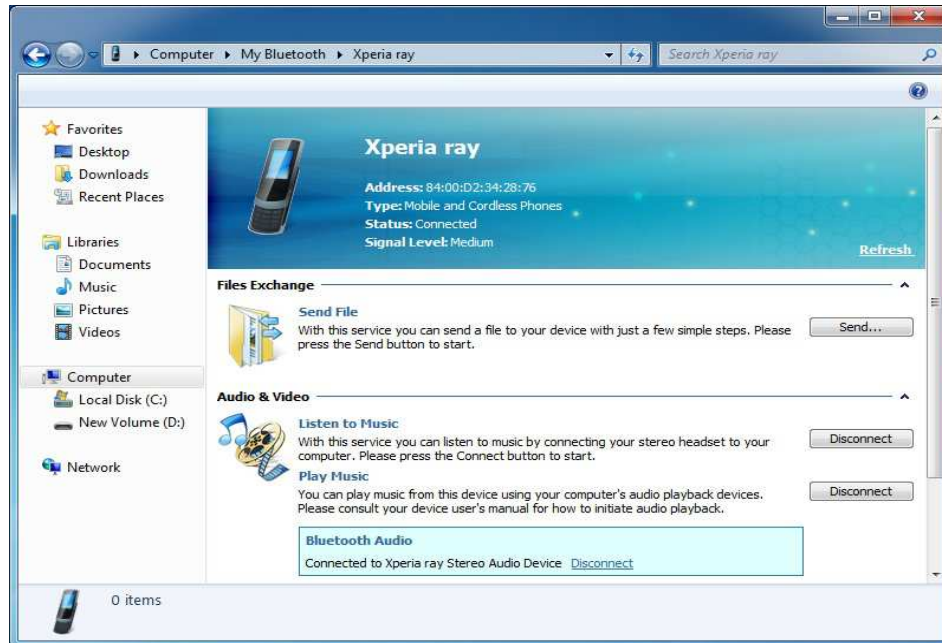 Computer ▸ My Bluetooth ▸ Xperia ray
Search Xperia ray
Favorites
Desktop
Downloads
Recent Places
Libraries
Documents
Music
Pictures
Videos
Computer
Local Disk (C:)
New Volume (D:)
Network
Xperia ray
Address: 84:00:D2:34:28:76
Type: Mobile and Cordless Phones
Status: Connected
Signal Level: Medium
Refresh
Files Exchange
Send File
With this service you can send a file to your device with just a few simple steps. Please
press the Send button to start.
Send...
Audio & Video
Listen to Music
With this service you can listen to music by connecting your stereo headset to your
computer. Please press the Connect button to start.
Disconnect
Play Music
You can play music from this device using your computer's audio playback devices.
Please consult your device user's manual for how to initiate audio playback.
Disconnect
Bluetooth Audio
Connected to Xperia ray Stereo Audio Device Disconnect
0 items